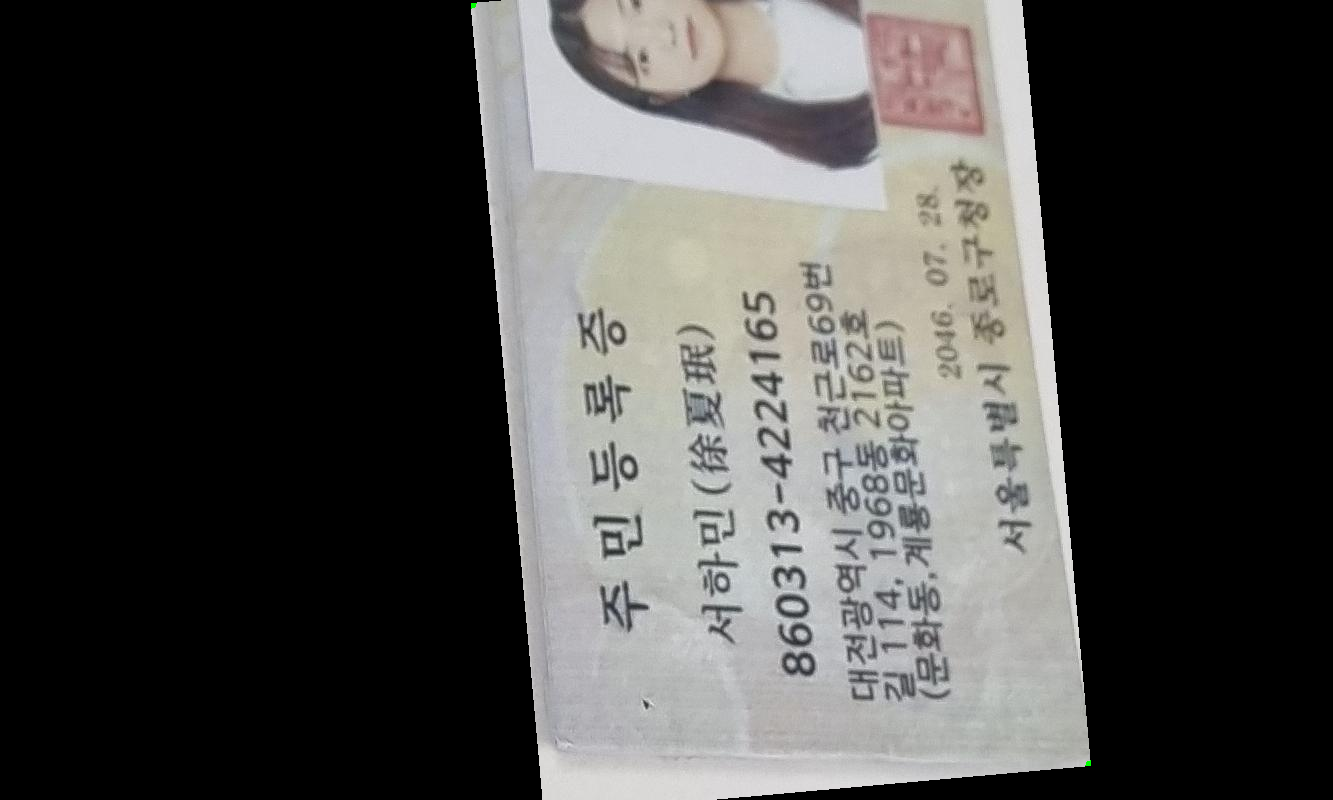 주민등록증
서하민(徐夏珉)
860313-4224165
대전광역시 중구 천근로69번
길 114, 1968동 2162호
(문화동,계룡문화아파트)
2046. 07. 28.
서울특별시 종로구청장